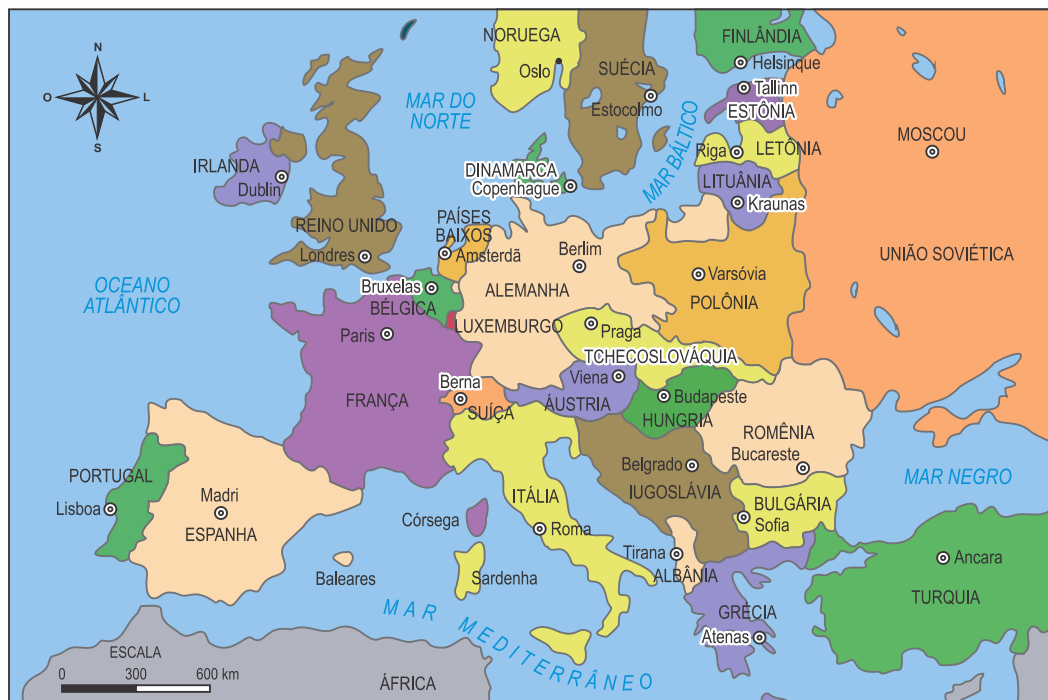 NORUEGA
FINLÂNDIA
N
Oslo
SUÉCIA
Helsinque
Tallinn
O
L
MAR DO
NORTE
Estocolmo
ESTÔNIA
MOSCOU
S
MAR BÁLTICO
Riga
LETÔNIA
IRLANDA
Dublin
DINAMARCA
Copenhague
LITUÂNIA
Kraunas
REINO UNIDO
PAÍSES
BAIXOS
Londres
Amsterdã
Berlim
UNIÃO SOVIÉTICA
OCEANO
ATLÂNTICO
Varsóvia
Bruxelas
BÉLGICA
ALEMANHA
POLÔNIA
LUXEMBURGO
Paris
Praga
TCHECOSLOVÁQUIA
Berna
Viena
FRANÇA
SUÍÇA
ÁUSTRIA
Budapeste
HUNGRIA
ROMÊNIA
Bucareste
PORTUGAL
Belgrado
MAR NEGRO
Lisboa
Madri
ITÁLIA
IUGOSLÁVIA
BULGÁRIA
ESPANHA
Córsega
Roma
Sofia
Baleares
Sardenha
Tirana
ALBÂNIA
Ancara
TURQUIA
GRÉCIA
Atenas
MAR MEDITERRÂNEO
ESCALA
0 300 600 km
ÁFRICA